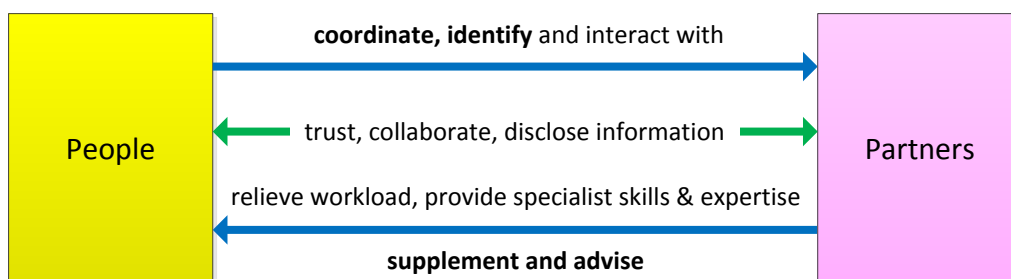 coordinate, identify and interact with
People
trust, collaborate, disclose information
Partners
relieve workload, provide specialist skills & expertise
supplement and advise